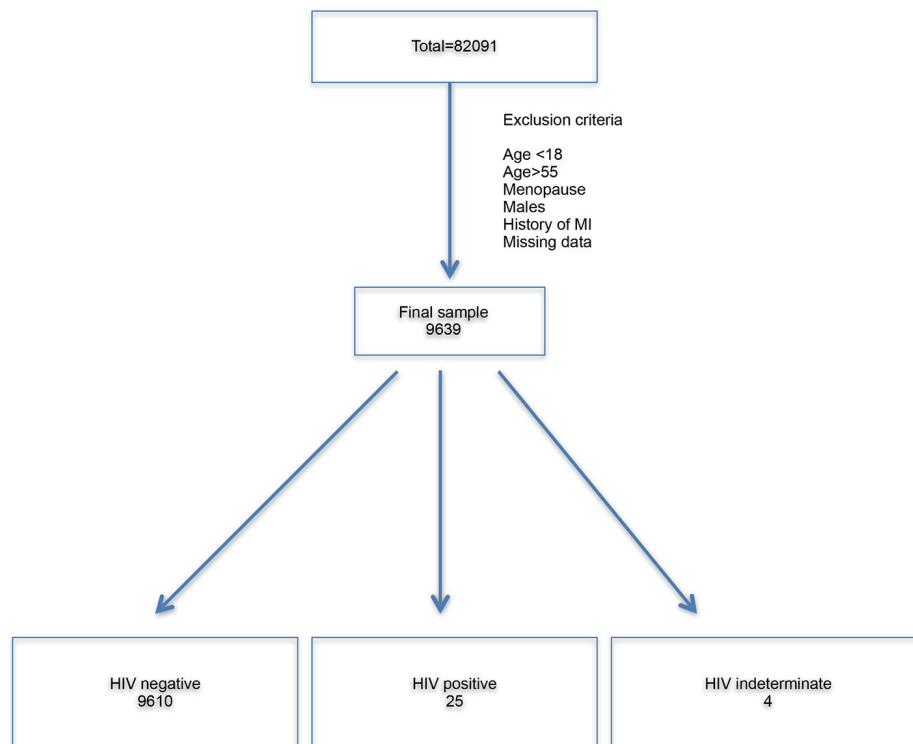 Total=82091
Exclusion criteria
Age <18
Age>55
Menopause
Males
History of MI
Missing data
Final sample
9639
HIV negative
9610
HIV positive
25
HIV indeterminate
4